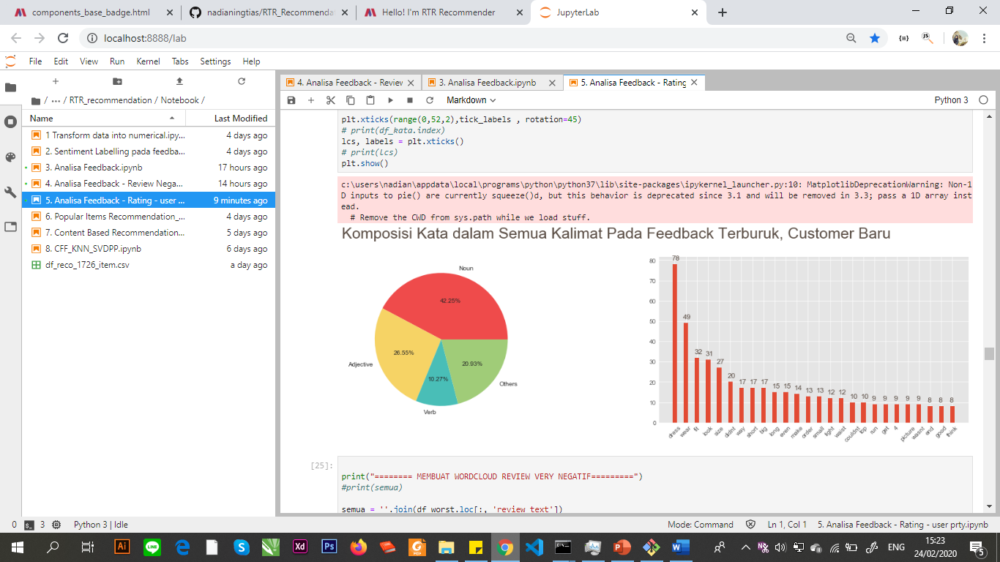 components_base_badge.html
nadianingtias/RTR_Recommenda
Hello! I'm RTR Recommender
JupyterLab
localhost:8888/lab
File Edit View Run Kernel Tabs Settings Help
/ ··· / RTR_recommendation / Notebook /
Name Last Modified
1 Transform data into numerical.ipy... 4 days ago
2. Sentiment Labelling pada feedba... 4 days ago
3. Analisa Feedback.ipynb 17 hours ago
4. Analisa Feedback - Review Nega... 14 hours ago
5. Analisa Feedback - Rating - user ... 9 minutes ago
6. Popular Items Recommendation_... 4 days ago
7. Content Based Recommendation... 5 days ago
8. CFF_KNN_SVDPP.ipynb 6 days ago
df_reco_1726_item.csv a day ago
4. Analisa Feedback - Review
3. Analisa Feedback.ipynb
5. Analisa Feedback - Rating
Markdown
Python 3
plt.xticks(range(0,52,2),tick_labels , rotation=45)
# print(df_kata.index)
lcs, labels = plt.xticks()
# print(lcs)
plt.show()
c:\users\nadian\appdata\local\programs\python\python37\lib\site-packages\ipykernel_launcher.py:10: MatplotlibDeprecationWarning: Non-1
D inputs to pie() are currently squeeze()d, but this behavior is deprecated since 3.1 and will be removed in 3.3; pass a 1D array inst
ead.
# Remove the CWD from sys.path while we load stuff.
Komposisi Kata dalam Semua Kalimat Pada Feedback Terburuk, Customer Baru
Noun
42.25%
Adjective
26.55%
10.27%
Verb
20.93%
Others
80
70
60
50
40
30
20
10
0
78 49 32 31 27 20 17 17 17 15 15 14 13 13 12 12 10 10 9 9 9 9 9 8 8 8
dress wear fit look size didnt way short big long even make order small tight waist couldnt top run get 4 picture wasnt end good think
[25]:
print("======== MEMBUAT WORDCLOUD REVIEW VERY NEGATIF=========")
#print(semua)
semua = ''.join(df_worst.loc[:, 'review_text'])
0 3 Python 3 | Idle
Mode: Command Ln 1, Col 1 5. Analisa Feedback - Rating - user prty.ipynb
ENG
15:23
24/02/2020
5